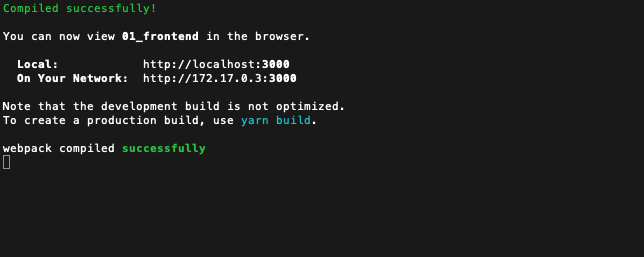 Compiled successfully!
You can now view 01_frontend in the browser.
Local: http://localhost:3000
On Your Network: http://172.17.0.3:3000
Note that the development build is not optimized.
To create a production build, use yarn build.
webpack compiled successfully